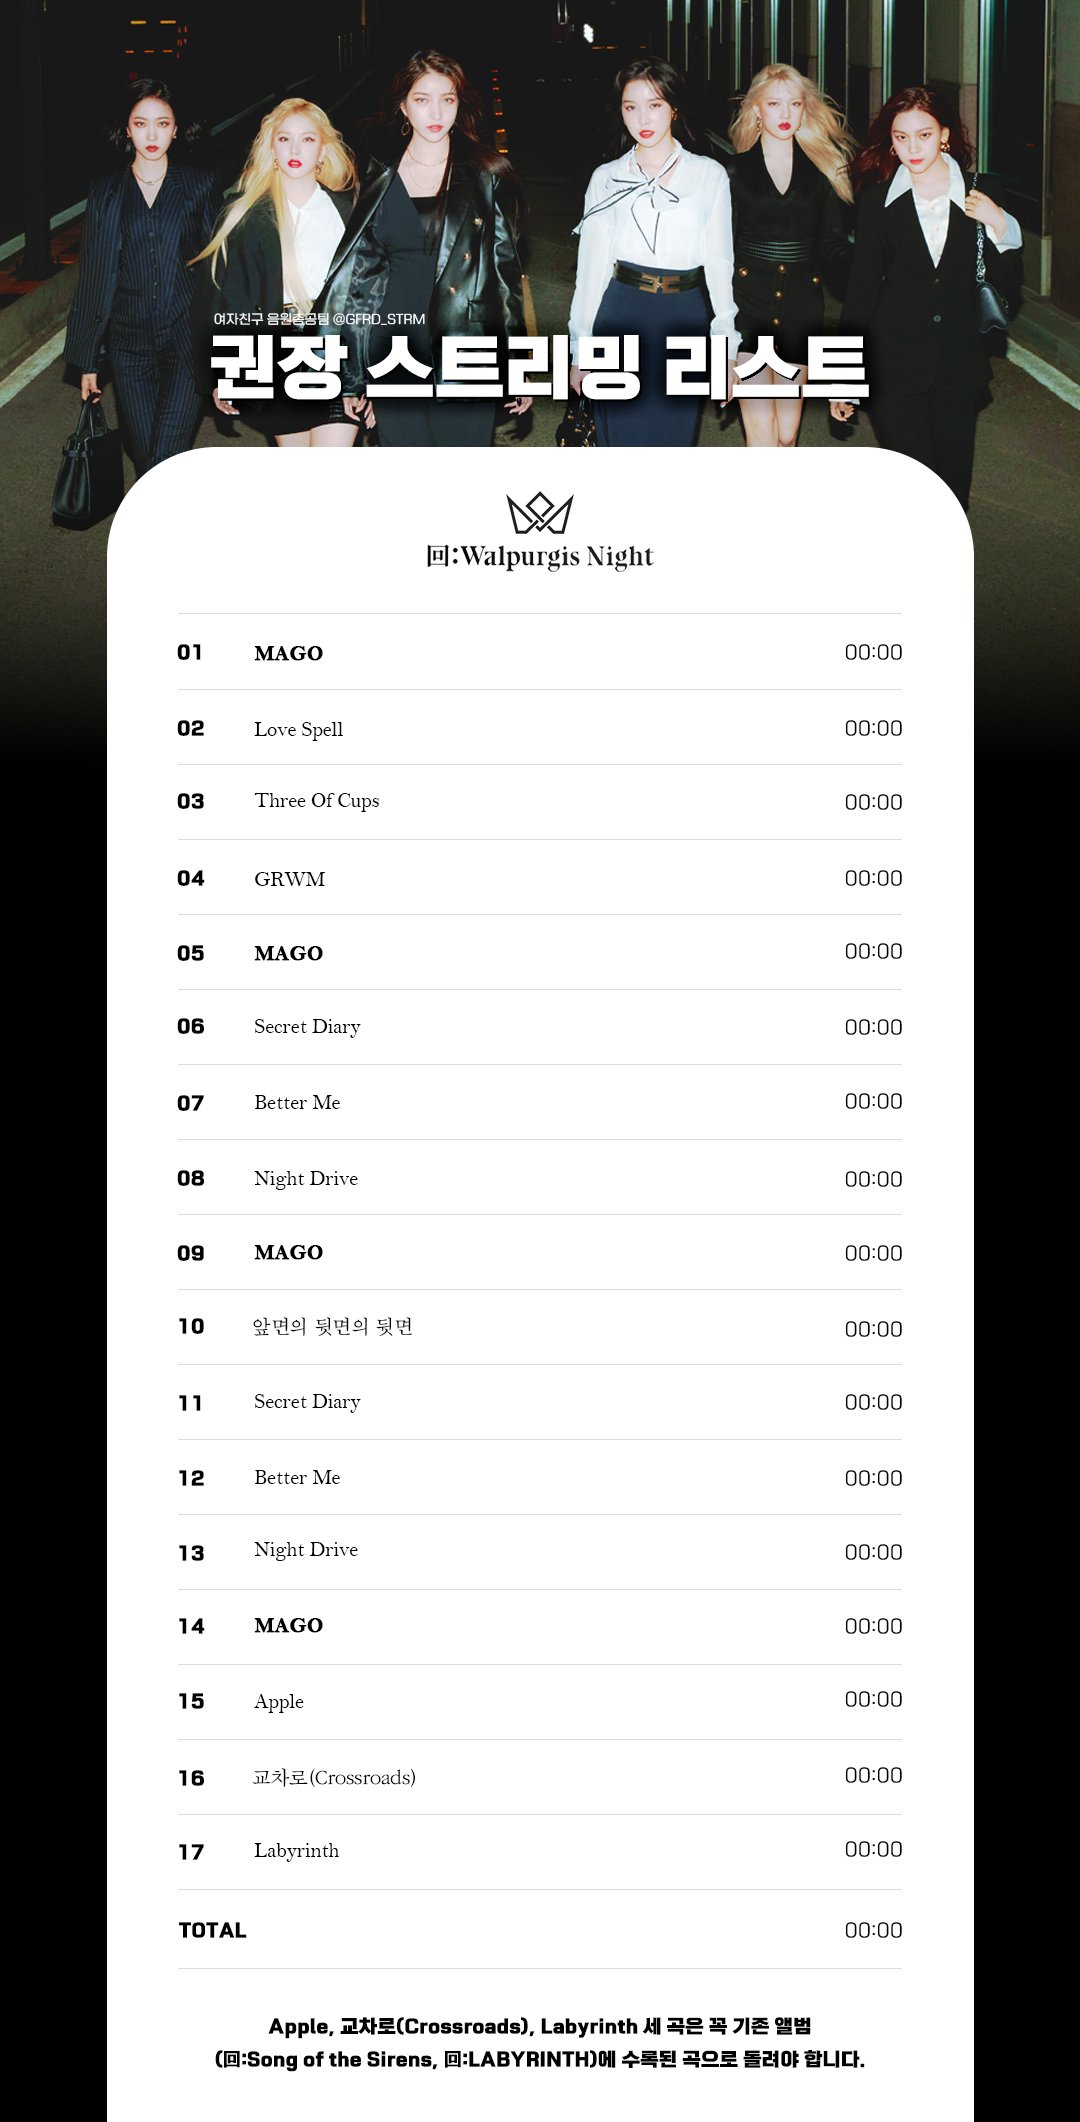 여자친구 음원총공팀 @GFRD_STRM
권장 스트리밍 리스트
回:Walpurgis Night
01 MAGO 00:00
02 Love Spell 00:00
03 Three Of Cups 00:00
04 GRWM 00:00
05 MAGO 00:00
06 Secret Diary 00:00
07 Better Me 00:00
08 Night Drive 00:00
09 MAGO 00:00
10 앞면의 뒷면의 뒷면 00:00
11 Secret Diary 00:00
12 Better Me 00:00
13 Night Drive 00:00
14 MAGO 00:00
15 Apple 00:00
16 교차로(Crossroads) 00:00
17 Labyrinth 00:00
TOTAL 00:00
Apple, 교차로(Crossroads), Labyrinth 세 곡은 꼭 기존 앨범
(回:Song of the Sirens, 回:LABYRINTH)에 수록된 곡으로 돌려야 합니다.